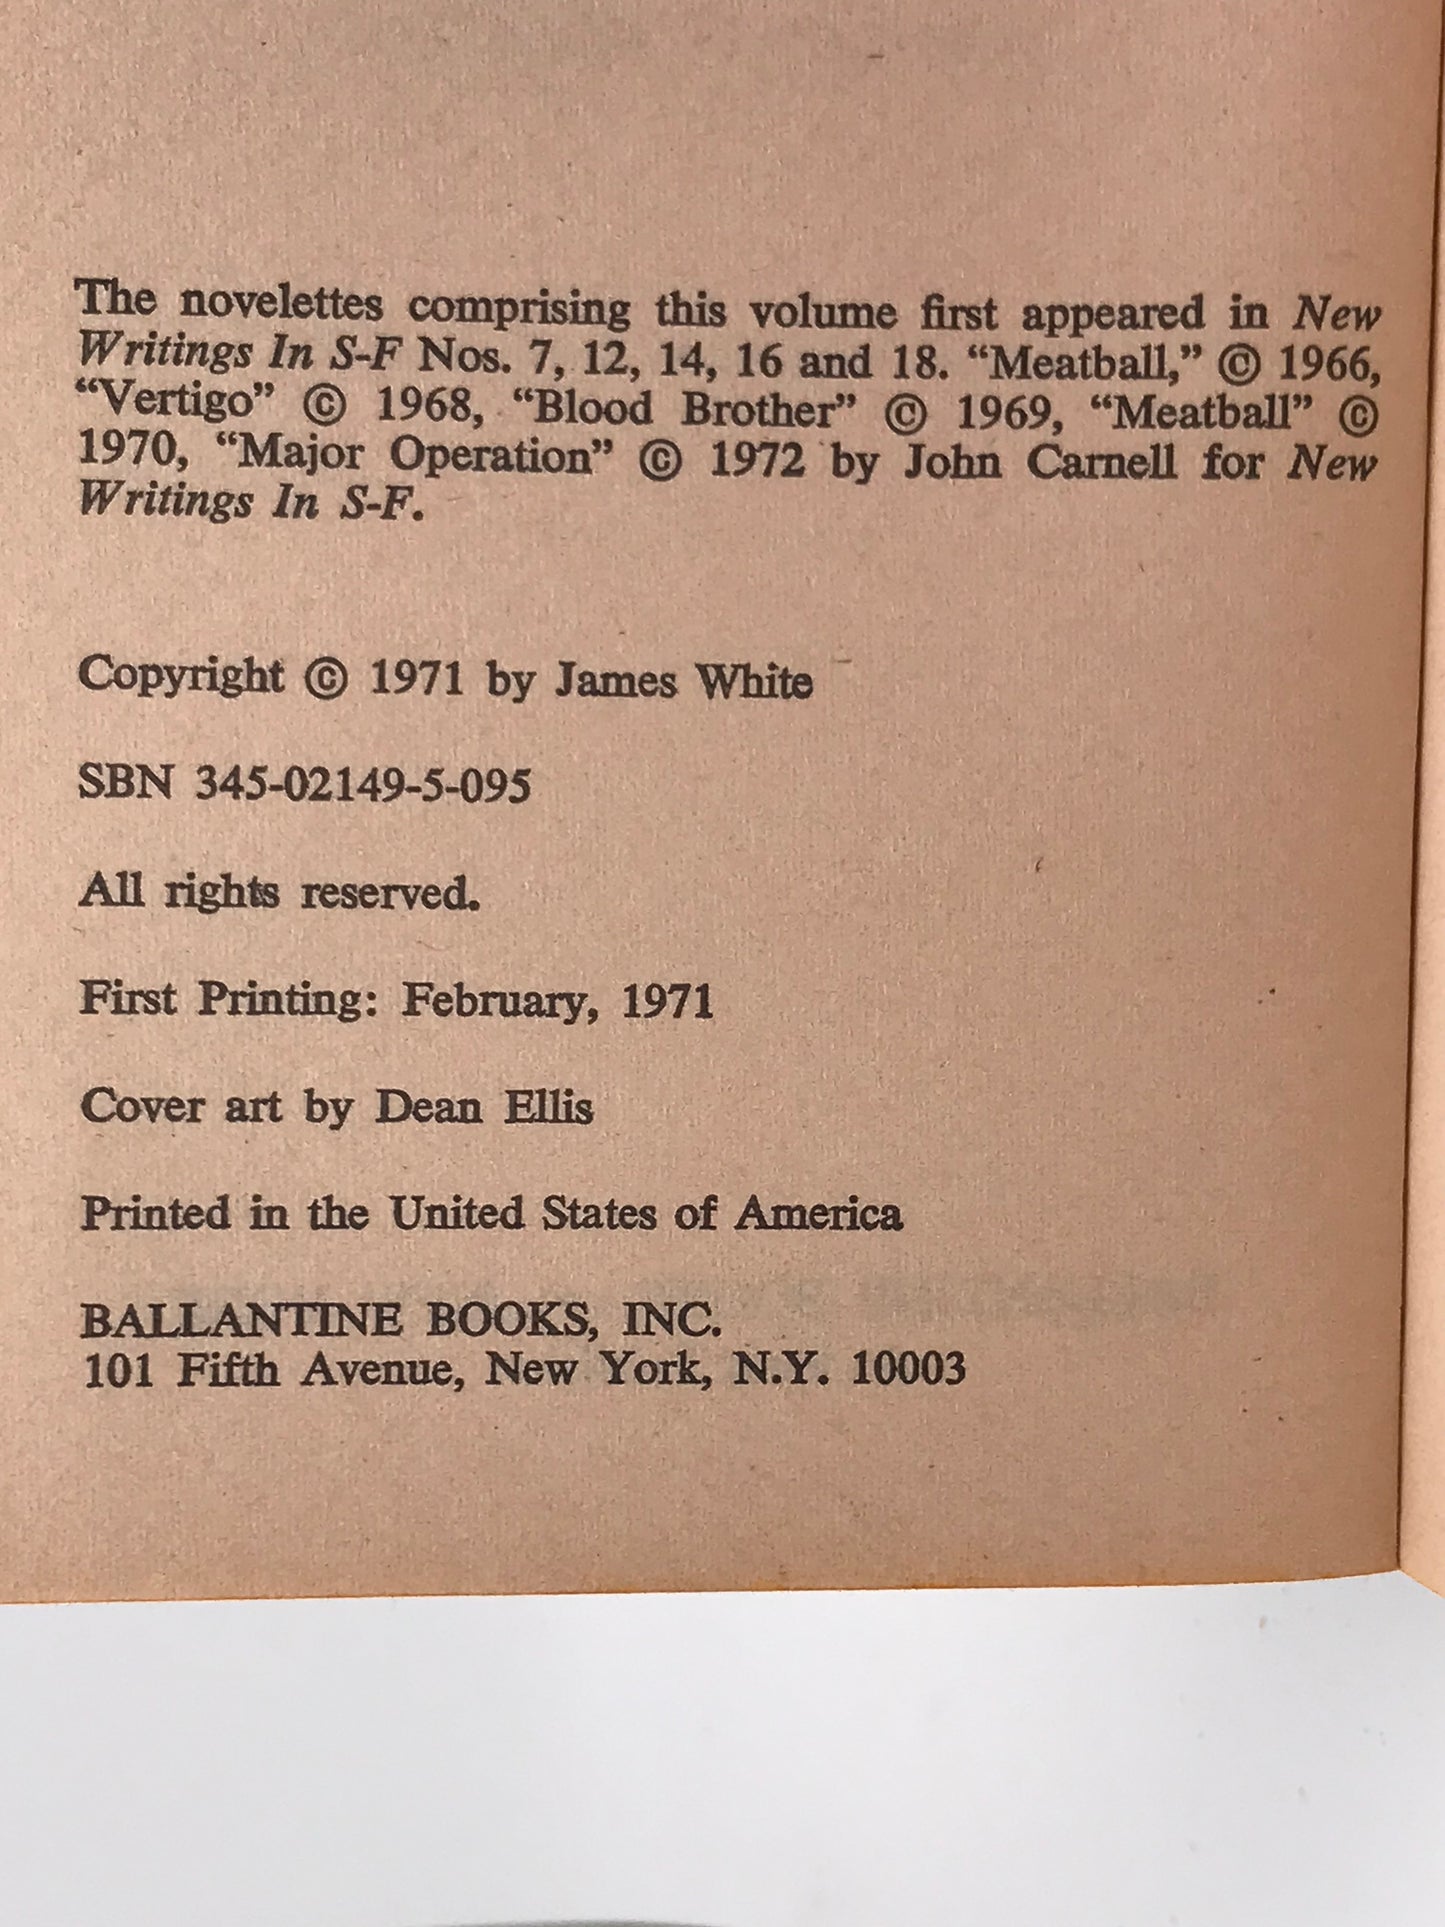 The novelettes comprising this volume first appeared in New
Writings In S-F Nos. 7, 12, 14, 16 and 18. “Meatball,” © 1966,
“Vertigo” © 1968, “Blood Brother” © 1969, “Meatball” ©
1970, “Major Operation” © 1972 by John Carnell for New
Writings In S-F.
Copyright © 1971 by James White
SBN 345-02149-5-095
All rights reserved.
First Printing: February, 1971
Cover art by Dean Ellis
Printed in the United States of America
BALLANTINE BOOKS, INC.
101 Fifth Avenue, New York, N.Y. 10003